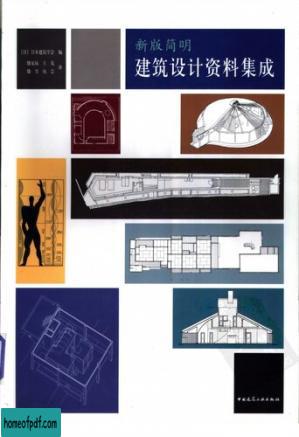 [日] 日本建筑学会 编
新版简明
建筑设计资料集成
中国建筑工业出版社
homeofpdf.com